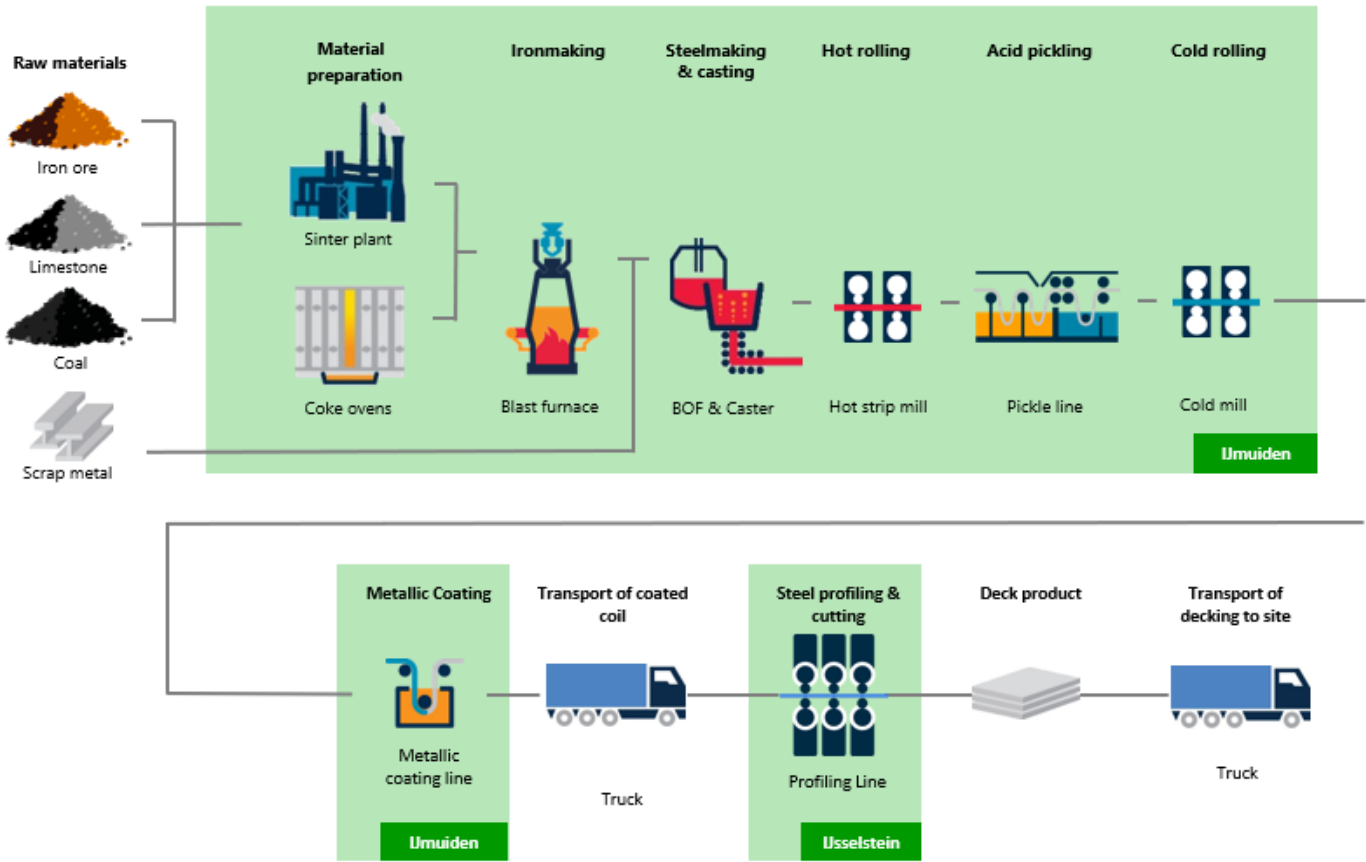 Raw materials
Iron ore
Limestone
Coal
Scrap metal
Material
preparation
Sinter plant
Coke ovens
Ironmaking
Blast furnace
Steelmaking
& casting
BOF & Caster
Hot rolling
Hot strip mill
Acid pickling
Pickle line
Cold rolling
Cold mill
IJmuiden
Metallic Coating
Metallic
coating line
IJmuiden
Transport of coated
coil
Truck
Steel profiling &
cutting
Profiling Line
IJsselstein
Deck product
Transport of
decking to site
Truck